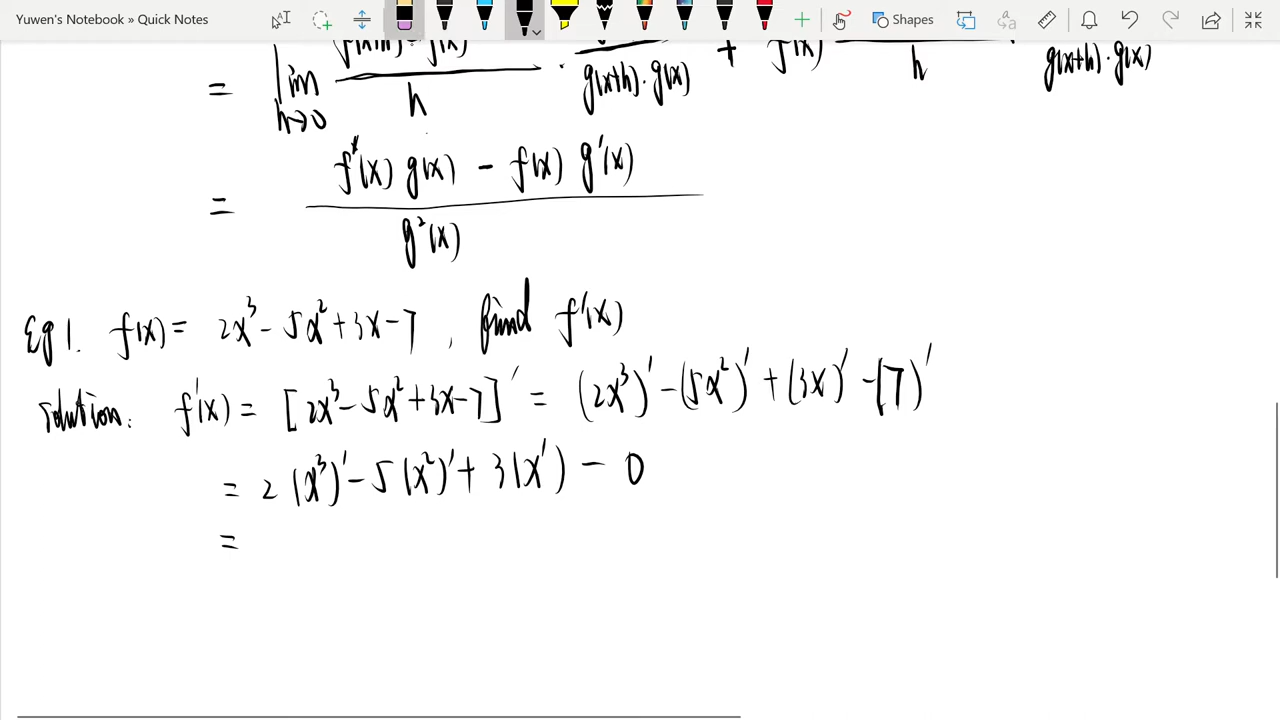 Yuwen's Notebook » Quick Notes
Shapes
= lim h→0 f(x+h) - f(x) / h · / g(x+h)·g(x) + f(x) / h · / g(x+h)·g(x)
= f'(x) g(x) - f(x) g'(x) / g²(x)
Eg 1. f(x) = 2x³ - 5x² + 3x - 7 , find f'(x)
solution: f'(x) = [2x³ - 5x² + 3x - 7]' = (2x³)' - (5x²)' + (3x)' - (7)'
= 2(x³)' - 5(x²)' + 3(x') - 0
=